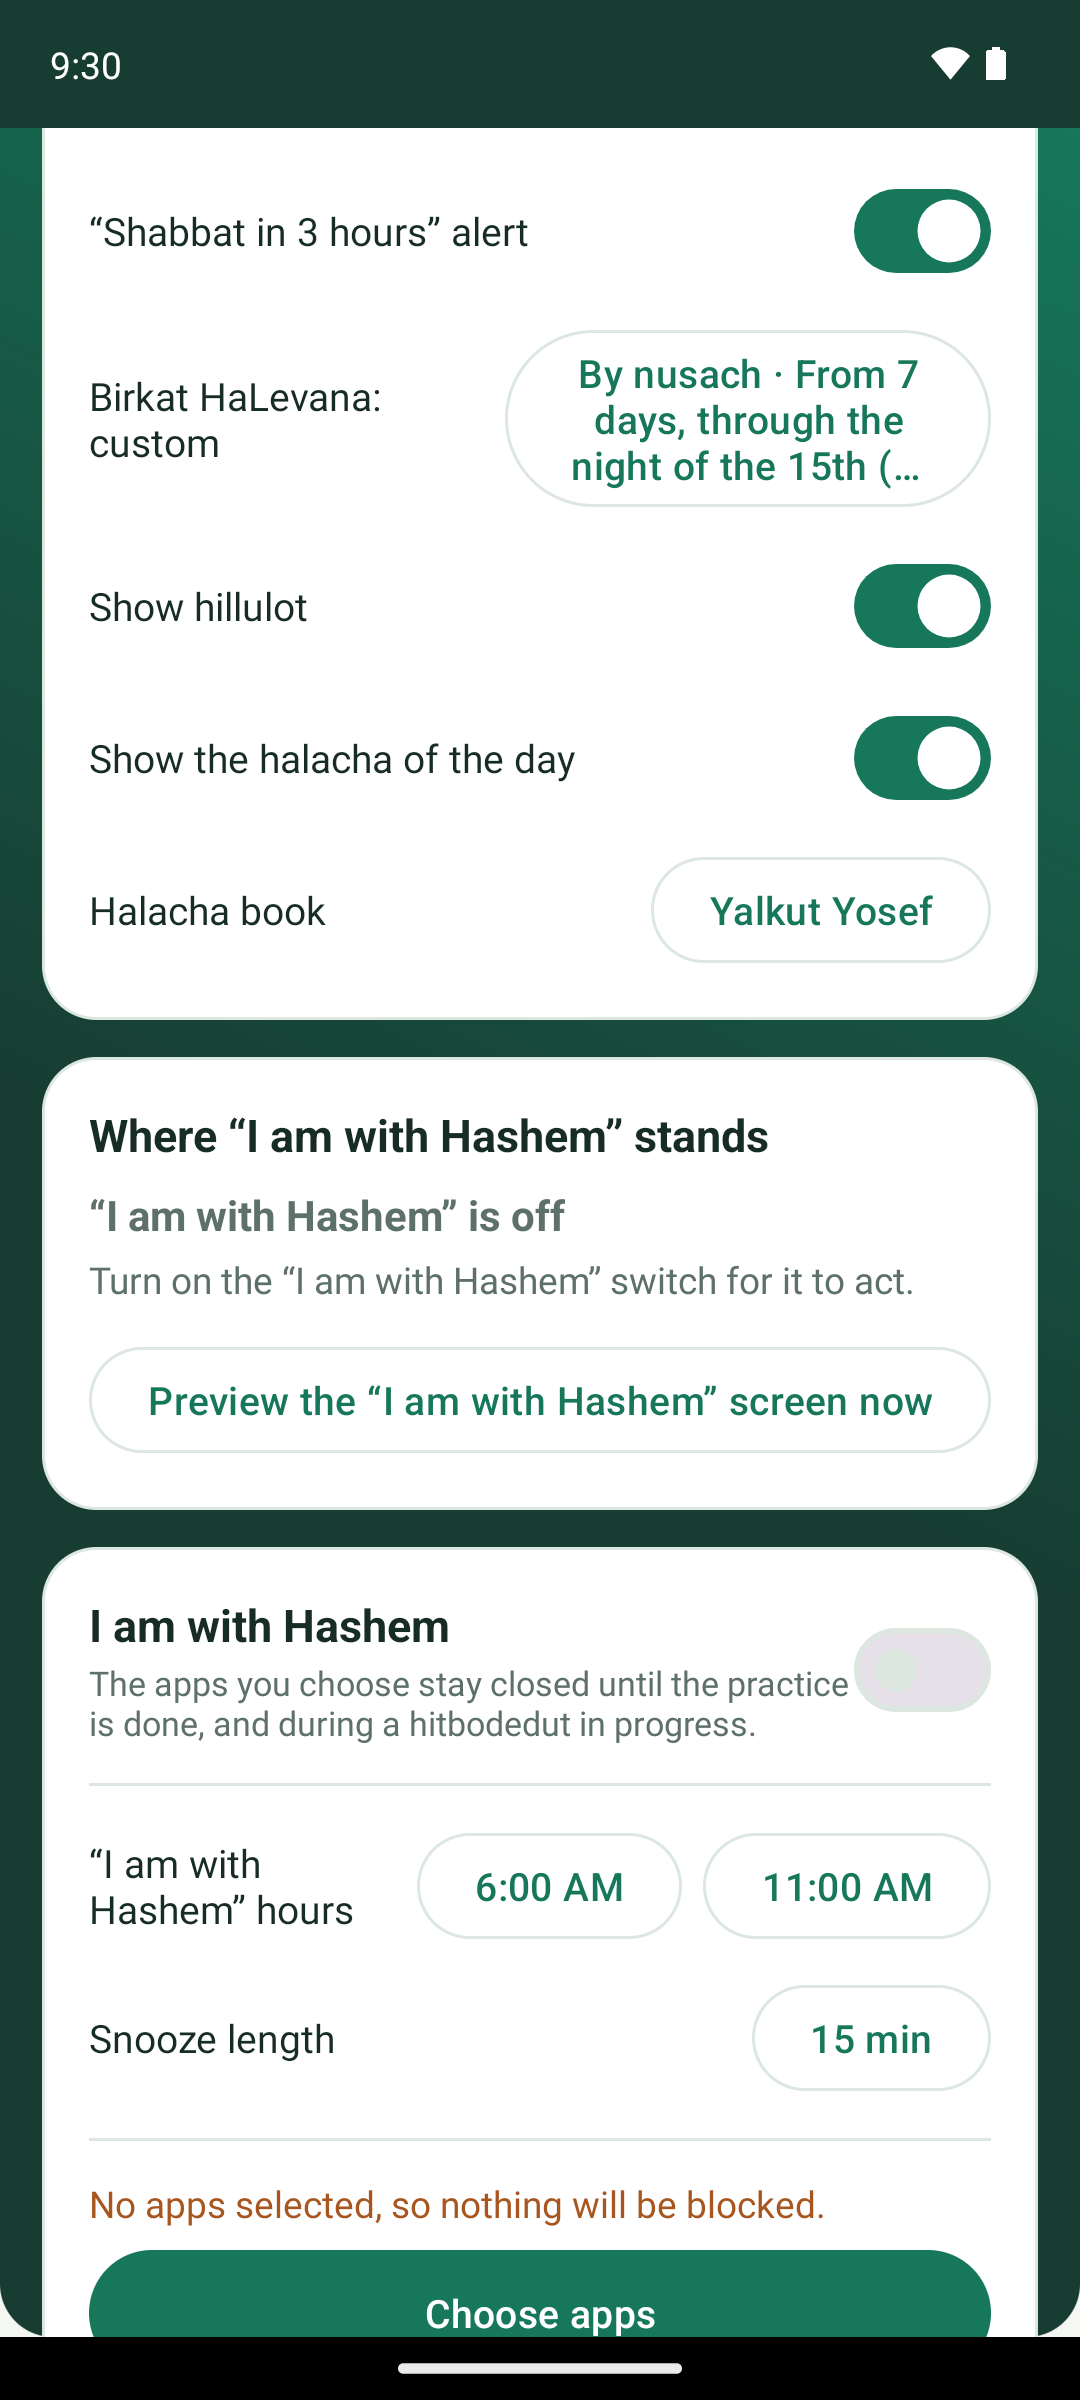 9:30
“Shabbat in 3 hours” alert
Birkat HaLevana:
custom
By nusach · From 7
days, through the
night of the 15th (…
Show hillulot
Show the halacha of the day
Halacha book
Yalkut Yosef
Where “I am with Hashem” stands
“I am with Hashem” is off
Turn on the “I am with Hashem” switch for it to act.
Preview the “I am with Hashem” screen now
I am with Hashem
The apps you choose stay closed until the practice
is done, and during a hitbodedut in progress.
“I am with
Hashem” hours
6:00 AM
11:00 AM
Snooze length
15 min
No apps selected, so nothing will be blocked.
Choose apps